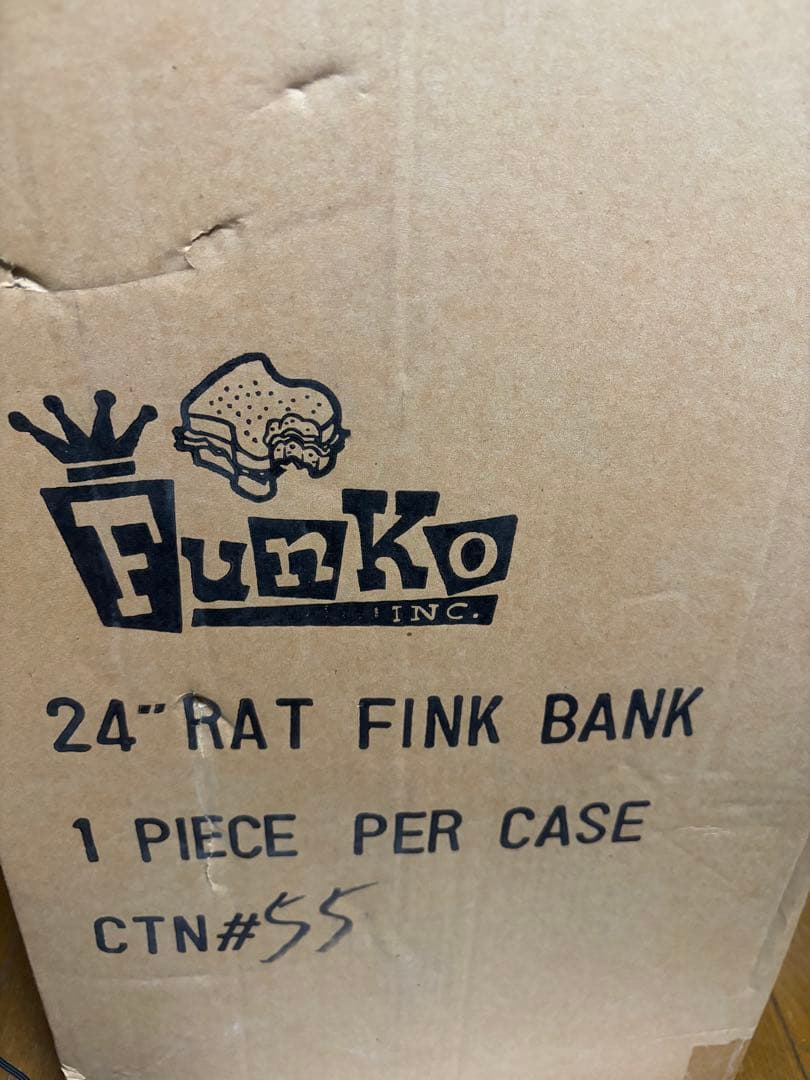 Funko
INC.
24" RAT FINK BANK
1 PIECE PER CASE
CTN#55